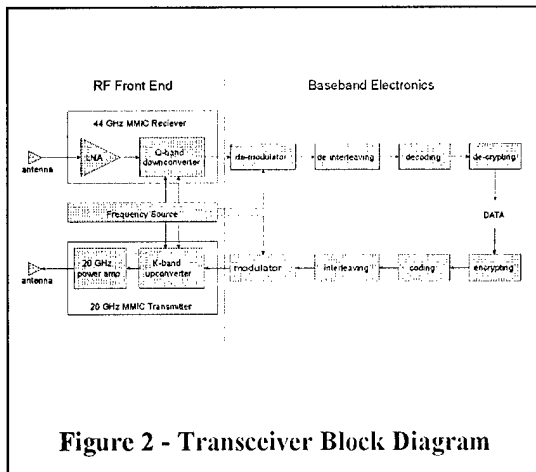 RF Front End
Baseband Electronics
44 GHz MMIC Reciever
LNA
Q-band
downconverter
de-modulator
de interleaving
decoding
de-crypting
antenna
Frequency Source
DATA
20 GHz
power amp
K-band
upconverter
modulator
interleaving
coding
encrypting
antenna
20 GHz MMIC Transmitter
Figure 2 - Transceiver Block Diagram